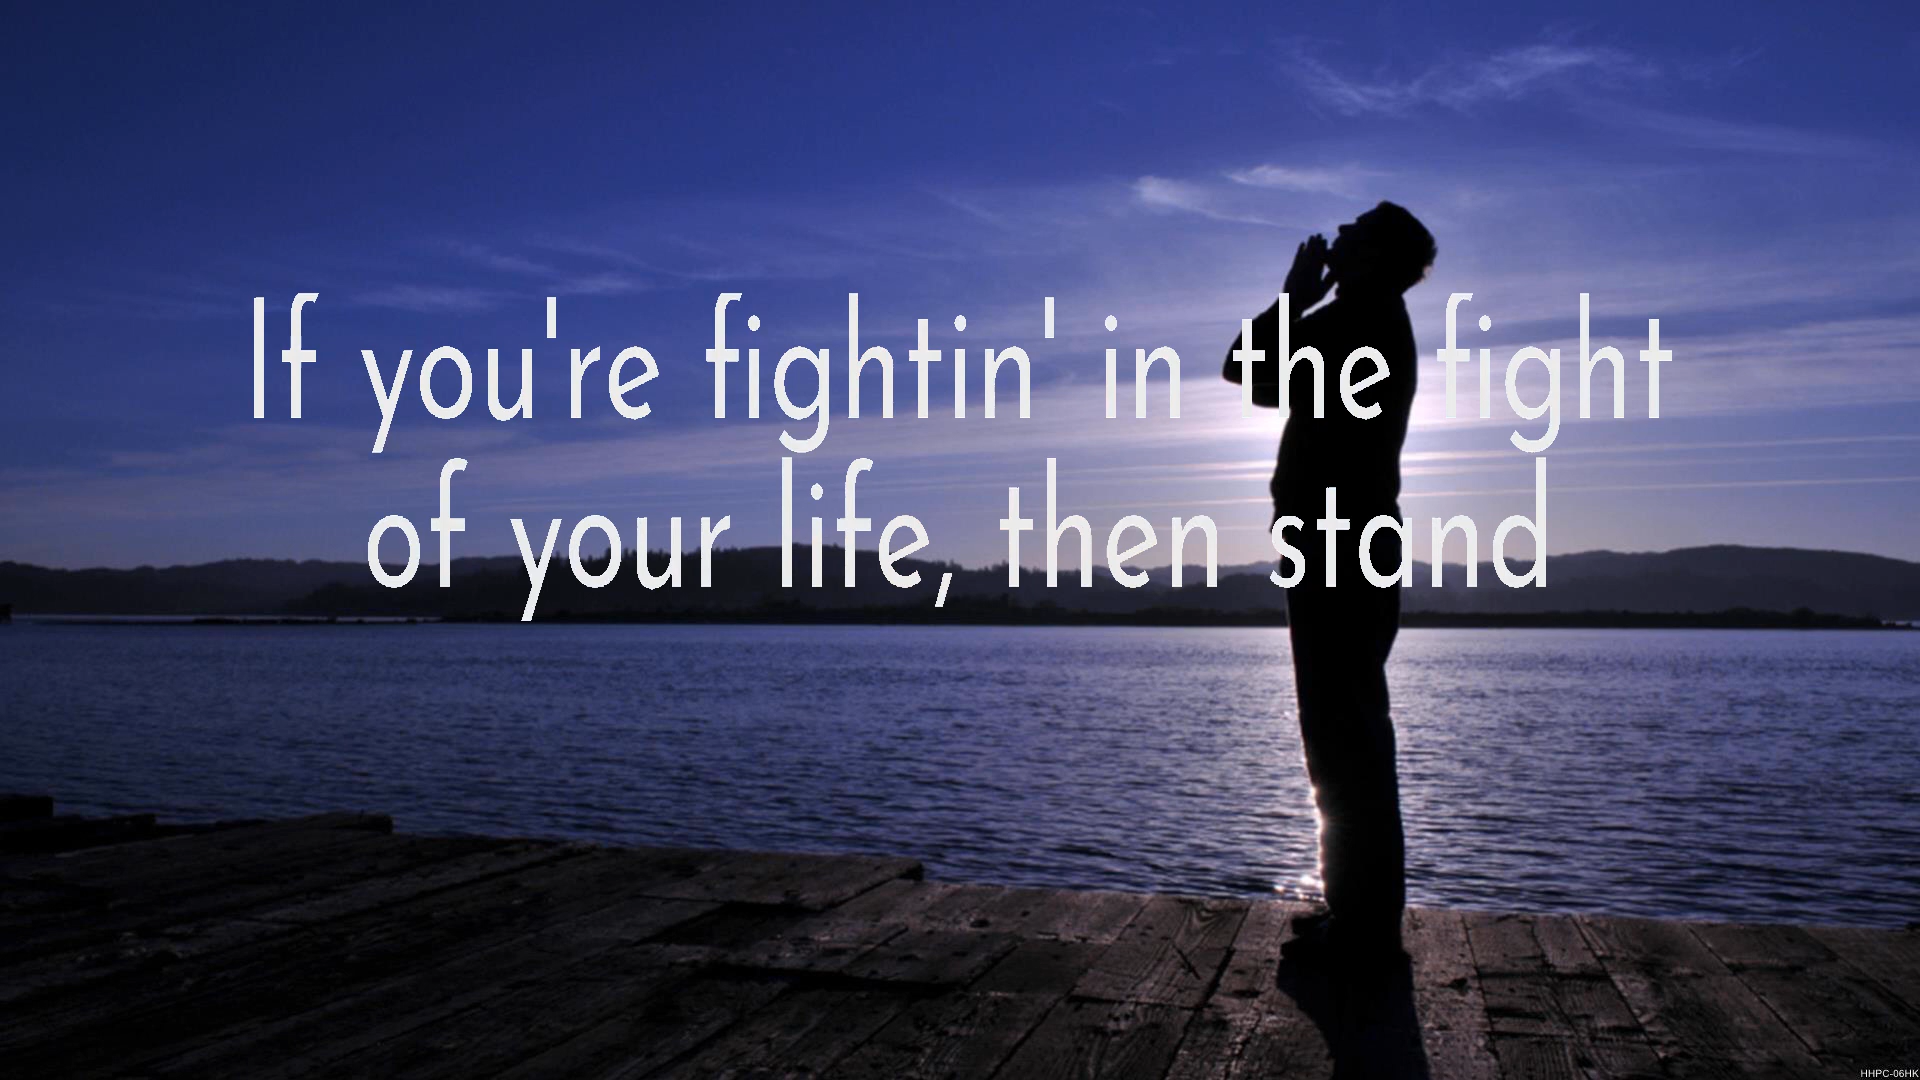 If you're fightin' in the fight
of your life, then stand
HHPC-06HK